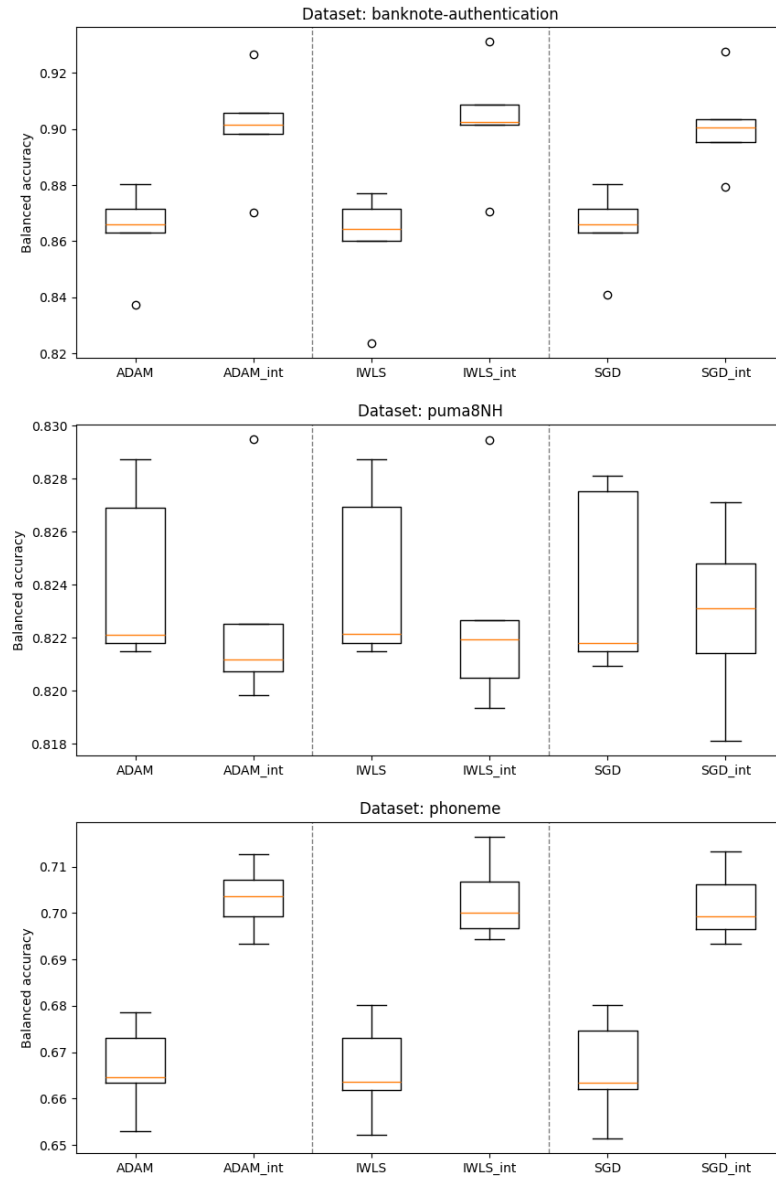 Dataset: banknote-authentication
Balanced accuracy
0.92
0.90
0.88
0.86
0.84
0.82
ADAM ADAM_int IWLS IWLS_int SGD SGD_int
Dataset: puma8NH
Balanced accuracy
0.830
0.828
0.826
0.824
0.822
0.820
0.818
ADAM ADAM_int IWLS IWLS_int SGD SGD_int
Dataset: phoneme
Balanced accuracy
0.71
0.70
0.69
0.68
0.67
0.66
0.65
ADAM ADAM_int IWLS IWLS_int SGD SGD_int